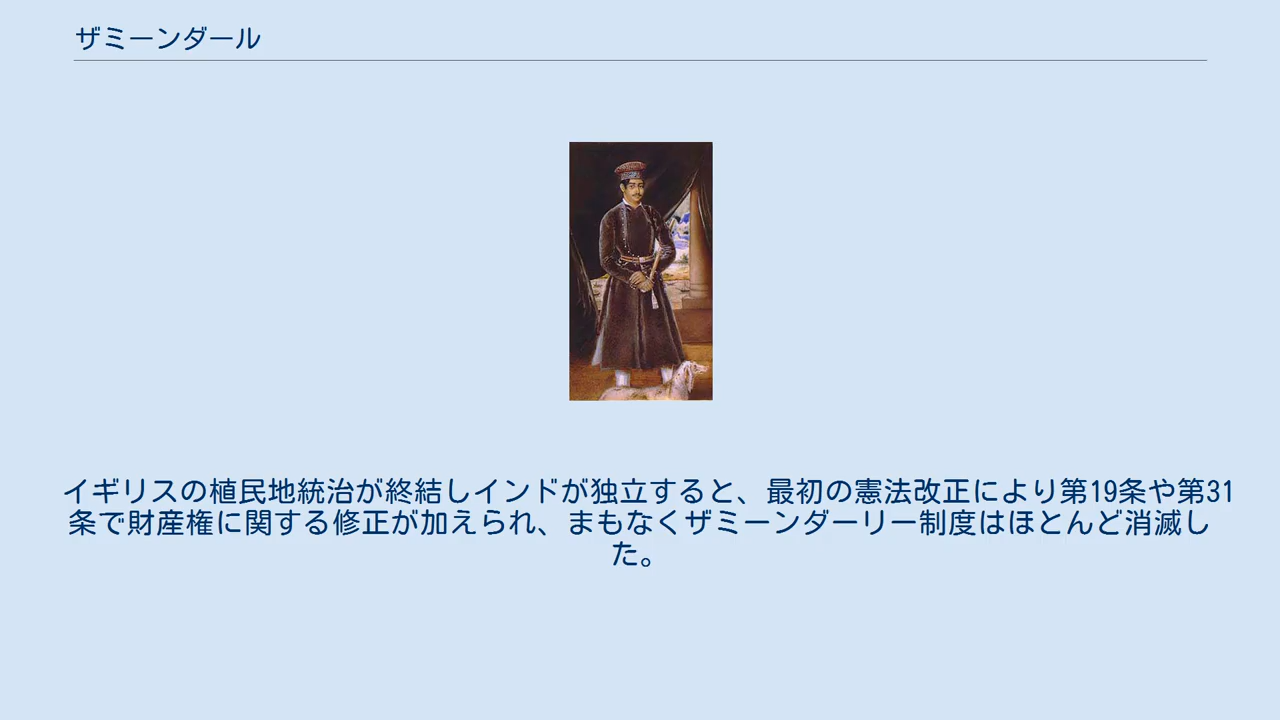 ザミーンダール
イギリスの植民地統治が終結しインドが独立すると、最初の憲法改正により第19条や第31
条で財産権に関する修正が加えられ、まもなくザミーンダーリー制度はほとんど消滅し
た。